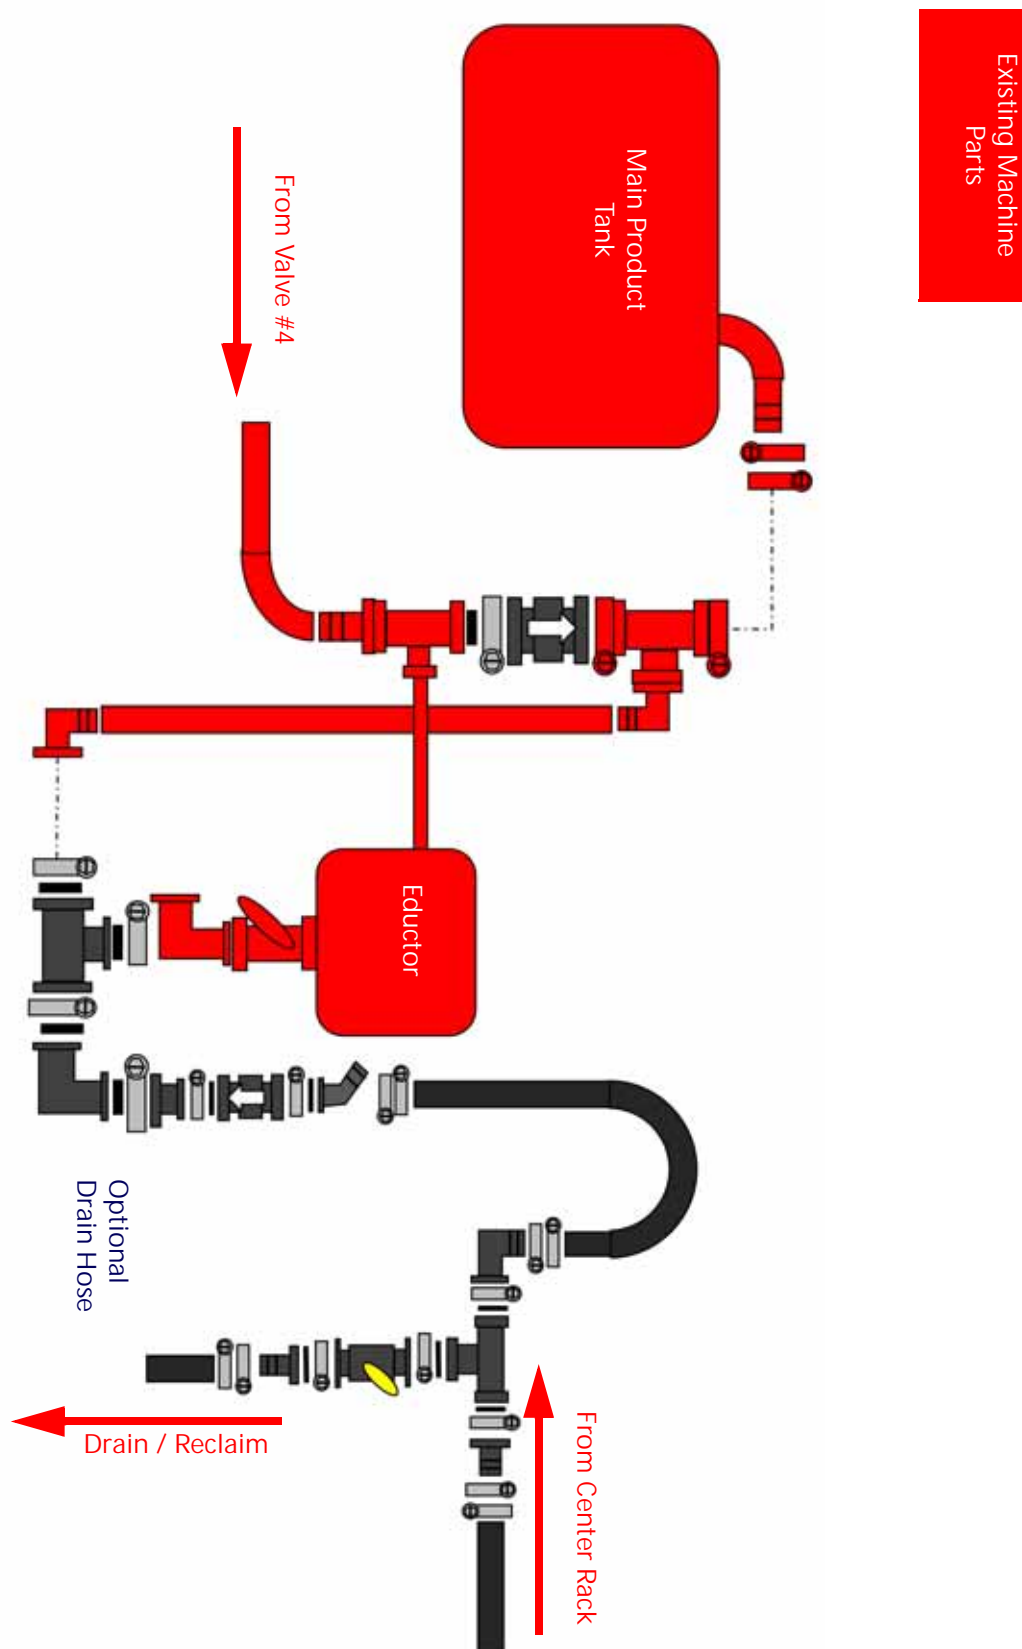 Existing Machine
Parts
Main Product
Tank
From Valve #4
Eductor
Optional
Drain Hose
Drain / Reclaim
From Center Rack